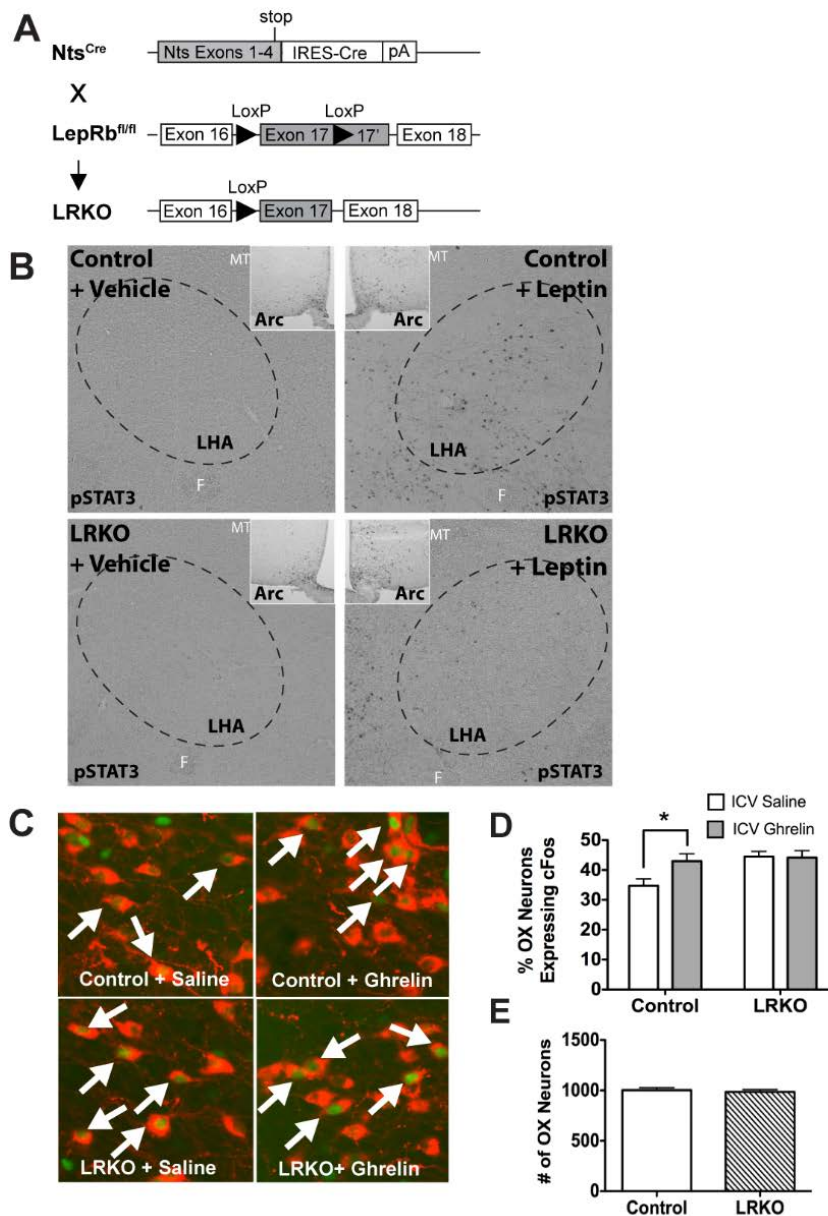 A
stop
Nts^Cre
Nts Exons 1-4 IRES-Cre pA
X
LoxP LoxP
LepRb^fl/fl
Exon 16 Exon 17 17' Exon 18
LoxP
LRKO
Exon 16 Exon 17 Exon 18
B
Control
+ Vehicle
MT
Arc
LHA
F
pSTAT3
MT
Control
+ Leptin
Arc
LHA
F
pSTAT3
LRKO
+ Vehicle
MT
Arc
LHA
F
pSTAT3
MT
LRKO
+ Leptin
Arc
LHA
F
pSTAT3
C
Control + Saline
Control + Ghrelin
LRKO + Saline
LRKO+ Ghrelin
D
ICV Saline
ICV Ghrelin
*
% OX Neurons
Expressing cFos
50
40
30
20
10
0
Control LRKO
E
# of OX Neurons
1500
1000
500
0
Control LRKO